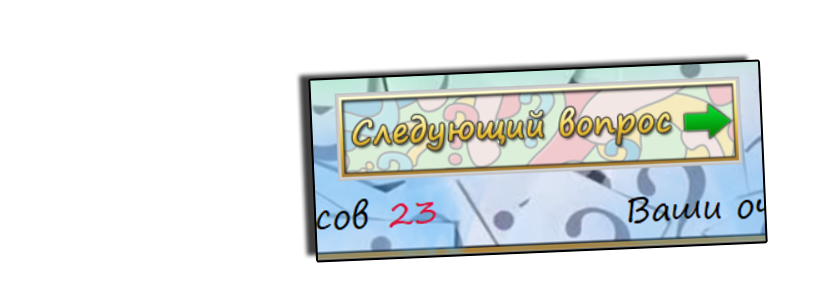 Следующий вопрос
сов 23
Ваши оч